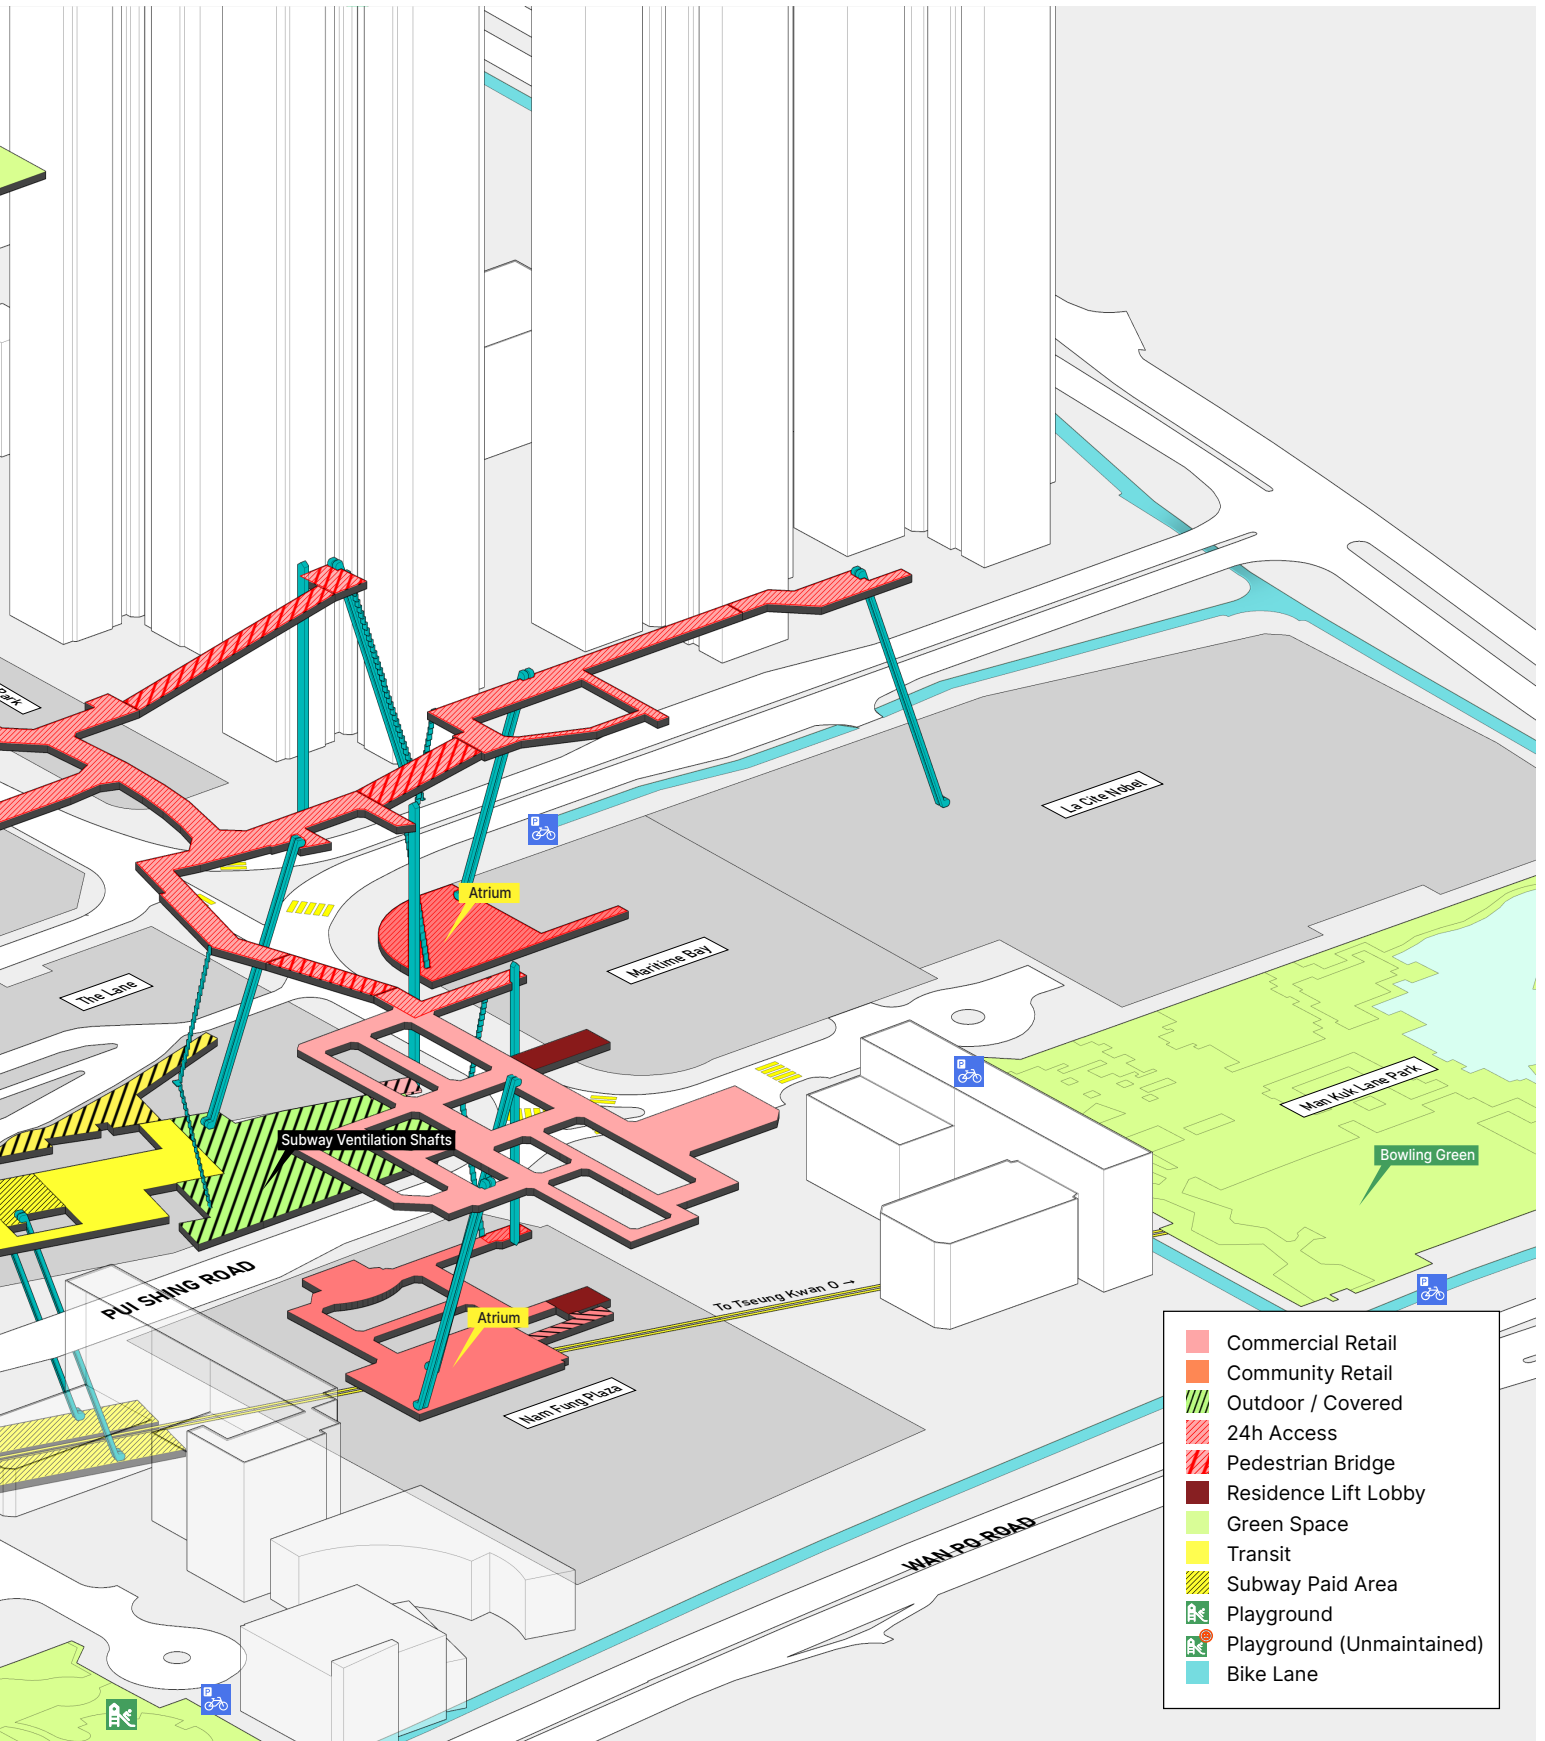 Park
Atrium
La Cite Nobel
Maritime Bay
The Lane
Man Kuk Lane Park
Subway Ventilation Shafts
Bowling Green
PUI SHING ROAD
To Tseung Kwan O →
Atrium
Nam Fung Plaza
WAN PO ROAD
P
P
P
P
Commercial Retail
Community Retail
Outdoor / Covered
24h Access
Pedestrian Bridge
Residence Lift Lobby
Green Space
Transit
Subway Paid Area
Playground
Playground (Unmaintained)
Bike Lane